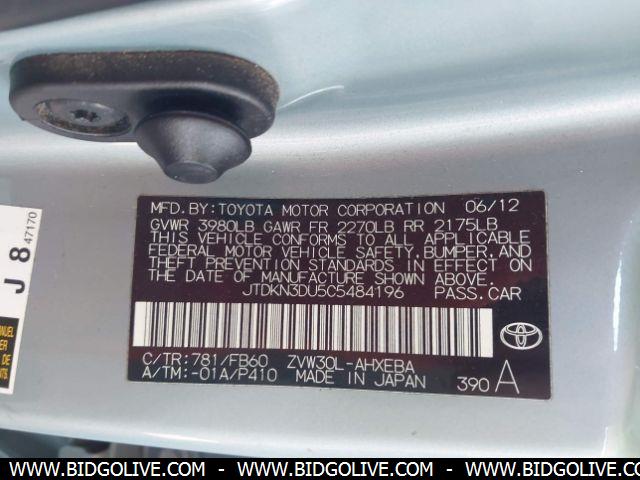 MFD.BY: TOYOTA MOTOR CORPORATION 06/12
GVWR 3980LB GAWR FR 2270LB RR 2175LB
THIS VEHICLE CONFORMS TO ALL APPLICABLE
FEDERAL MOTOR VEHICLE SAFETY, BUMPER, AND
THEFT PREVENTION STANDARDS IN EFFECT ON
THE DATE OF MANUFACTURE SHOWN ABOVE.
JTDKN3DU5C5484196 PASS.CAR
C/TR: 781/FB60 ZVW30L-AHXEBA
A/TM:-01A/P410 MADE IN JAPAN 390 A
J 8 47170
WWW.BIDGOLIVE.COM - WWW.BIDGOLIVE.COM - WWW.BIDGOLIVE.COM